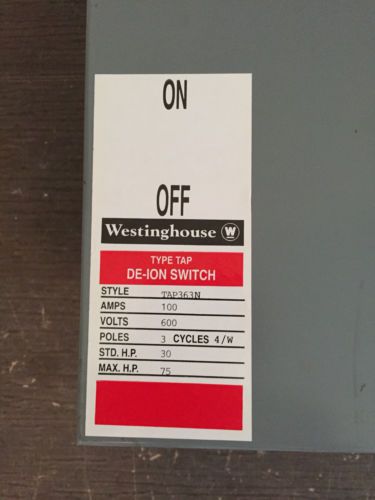 ON
OFF
Westinghouse W
TYPE TAP
DE-ION SWITCH
STYLE TAP363N
AMPS 100
VOLTS 600
POLES 3 CYCLES 4/W
STD. H.P. 30
MAX. H.P. 75